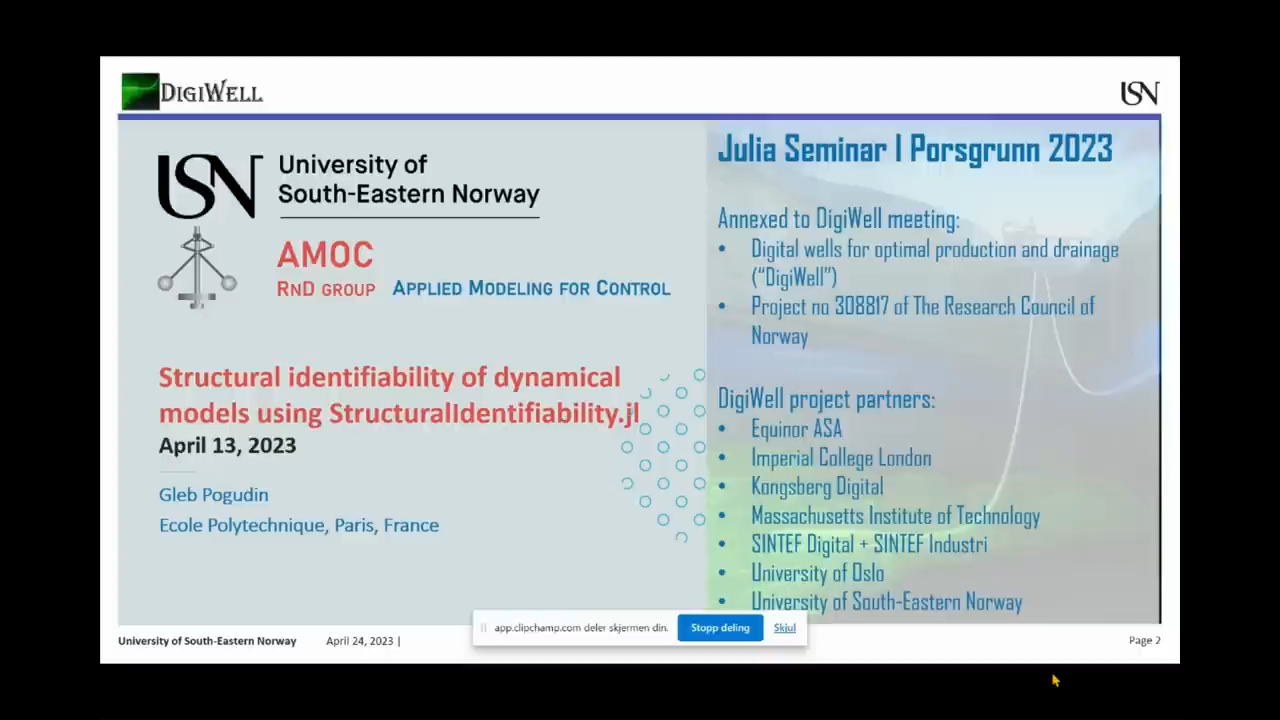 DIGIWELL
USN
USN
University of
South-Eastern Norway
AMOC
RND GROUP APPLIED MODELING FOR CONTROL
Structural identifiability of dynamical
models using StructuralIdentifiability.jl
April 13, 2023
Gleb Pogudin
Ecole Polytechnique, Paris, France
Julia Seminar | Porsgrunn 2023
Annexed to DigiWell meeting:
• Digital wells for optimal production and drainage
("DigiWell")
• Project no 308817 of The Research Council of
Norway
DigiWell project partners:
• Equinor ASA
• Imperial College London
• Kongsberg Digital
• Massachusetts Institute of Technology
• SINTEF Digital + SINTEF Industri
• University of Oslo
• University of South-Eastern Norway
app.clipchamp.com deler skjermen din. Stopp deling Skjul
University of South-Eastern Norway April 24, 2023 | Page 2